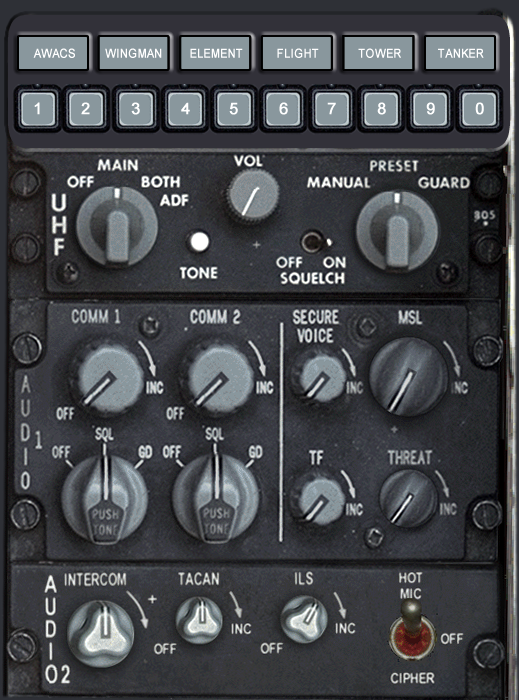 AWACS WINGMAN ELEMENT FLIGHT TOWER TANKER
1 2 3 4 5 6 7 8 9 0
UHF
OFF MAIN BOTH ADF
VOL
TONE
OFF ON
SQUELCH
MANUAL PRESET GUARD
805
AUDIO 1
COMM 1
OFF INC
COMM 2
OFF INC
SECURE
VOICE
INC
MSL
INC
OFF SQL GD
PUSH
TONE
OFF SQL GD
PUSH
TONE
TF
INC
THREAT
INC
AUDIO2
INTERCOM
+
TACAN
OFF INC
ILS
OFF INC
HOT
MIC
OFF
CIPHER